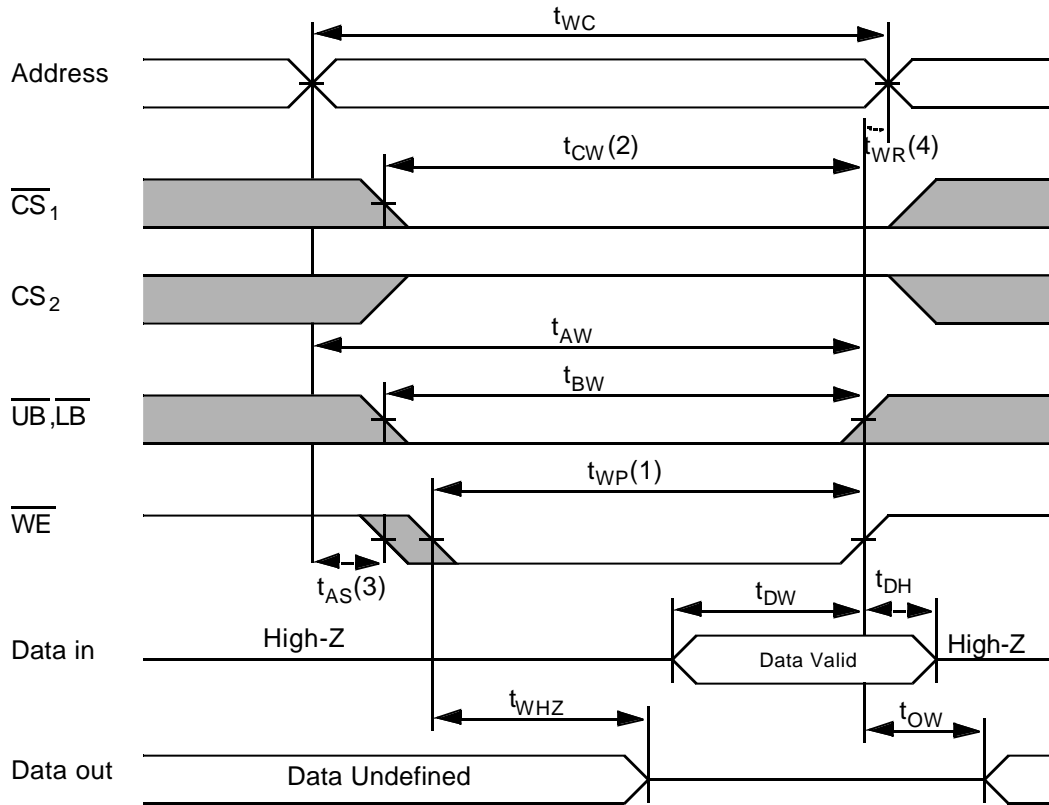 tWC
Address
tCW(2)
tWR(4)
CS1
CS2
tAW
tBW
UB,LB
tWP(1)
WE
tAS(3)
tDW
tDH
Data in
High-Z
Data Valid
High-Z
tWHZ
tOW
Data out
Data Undefined